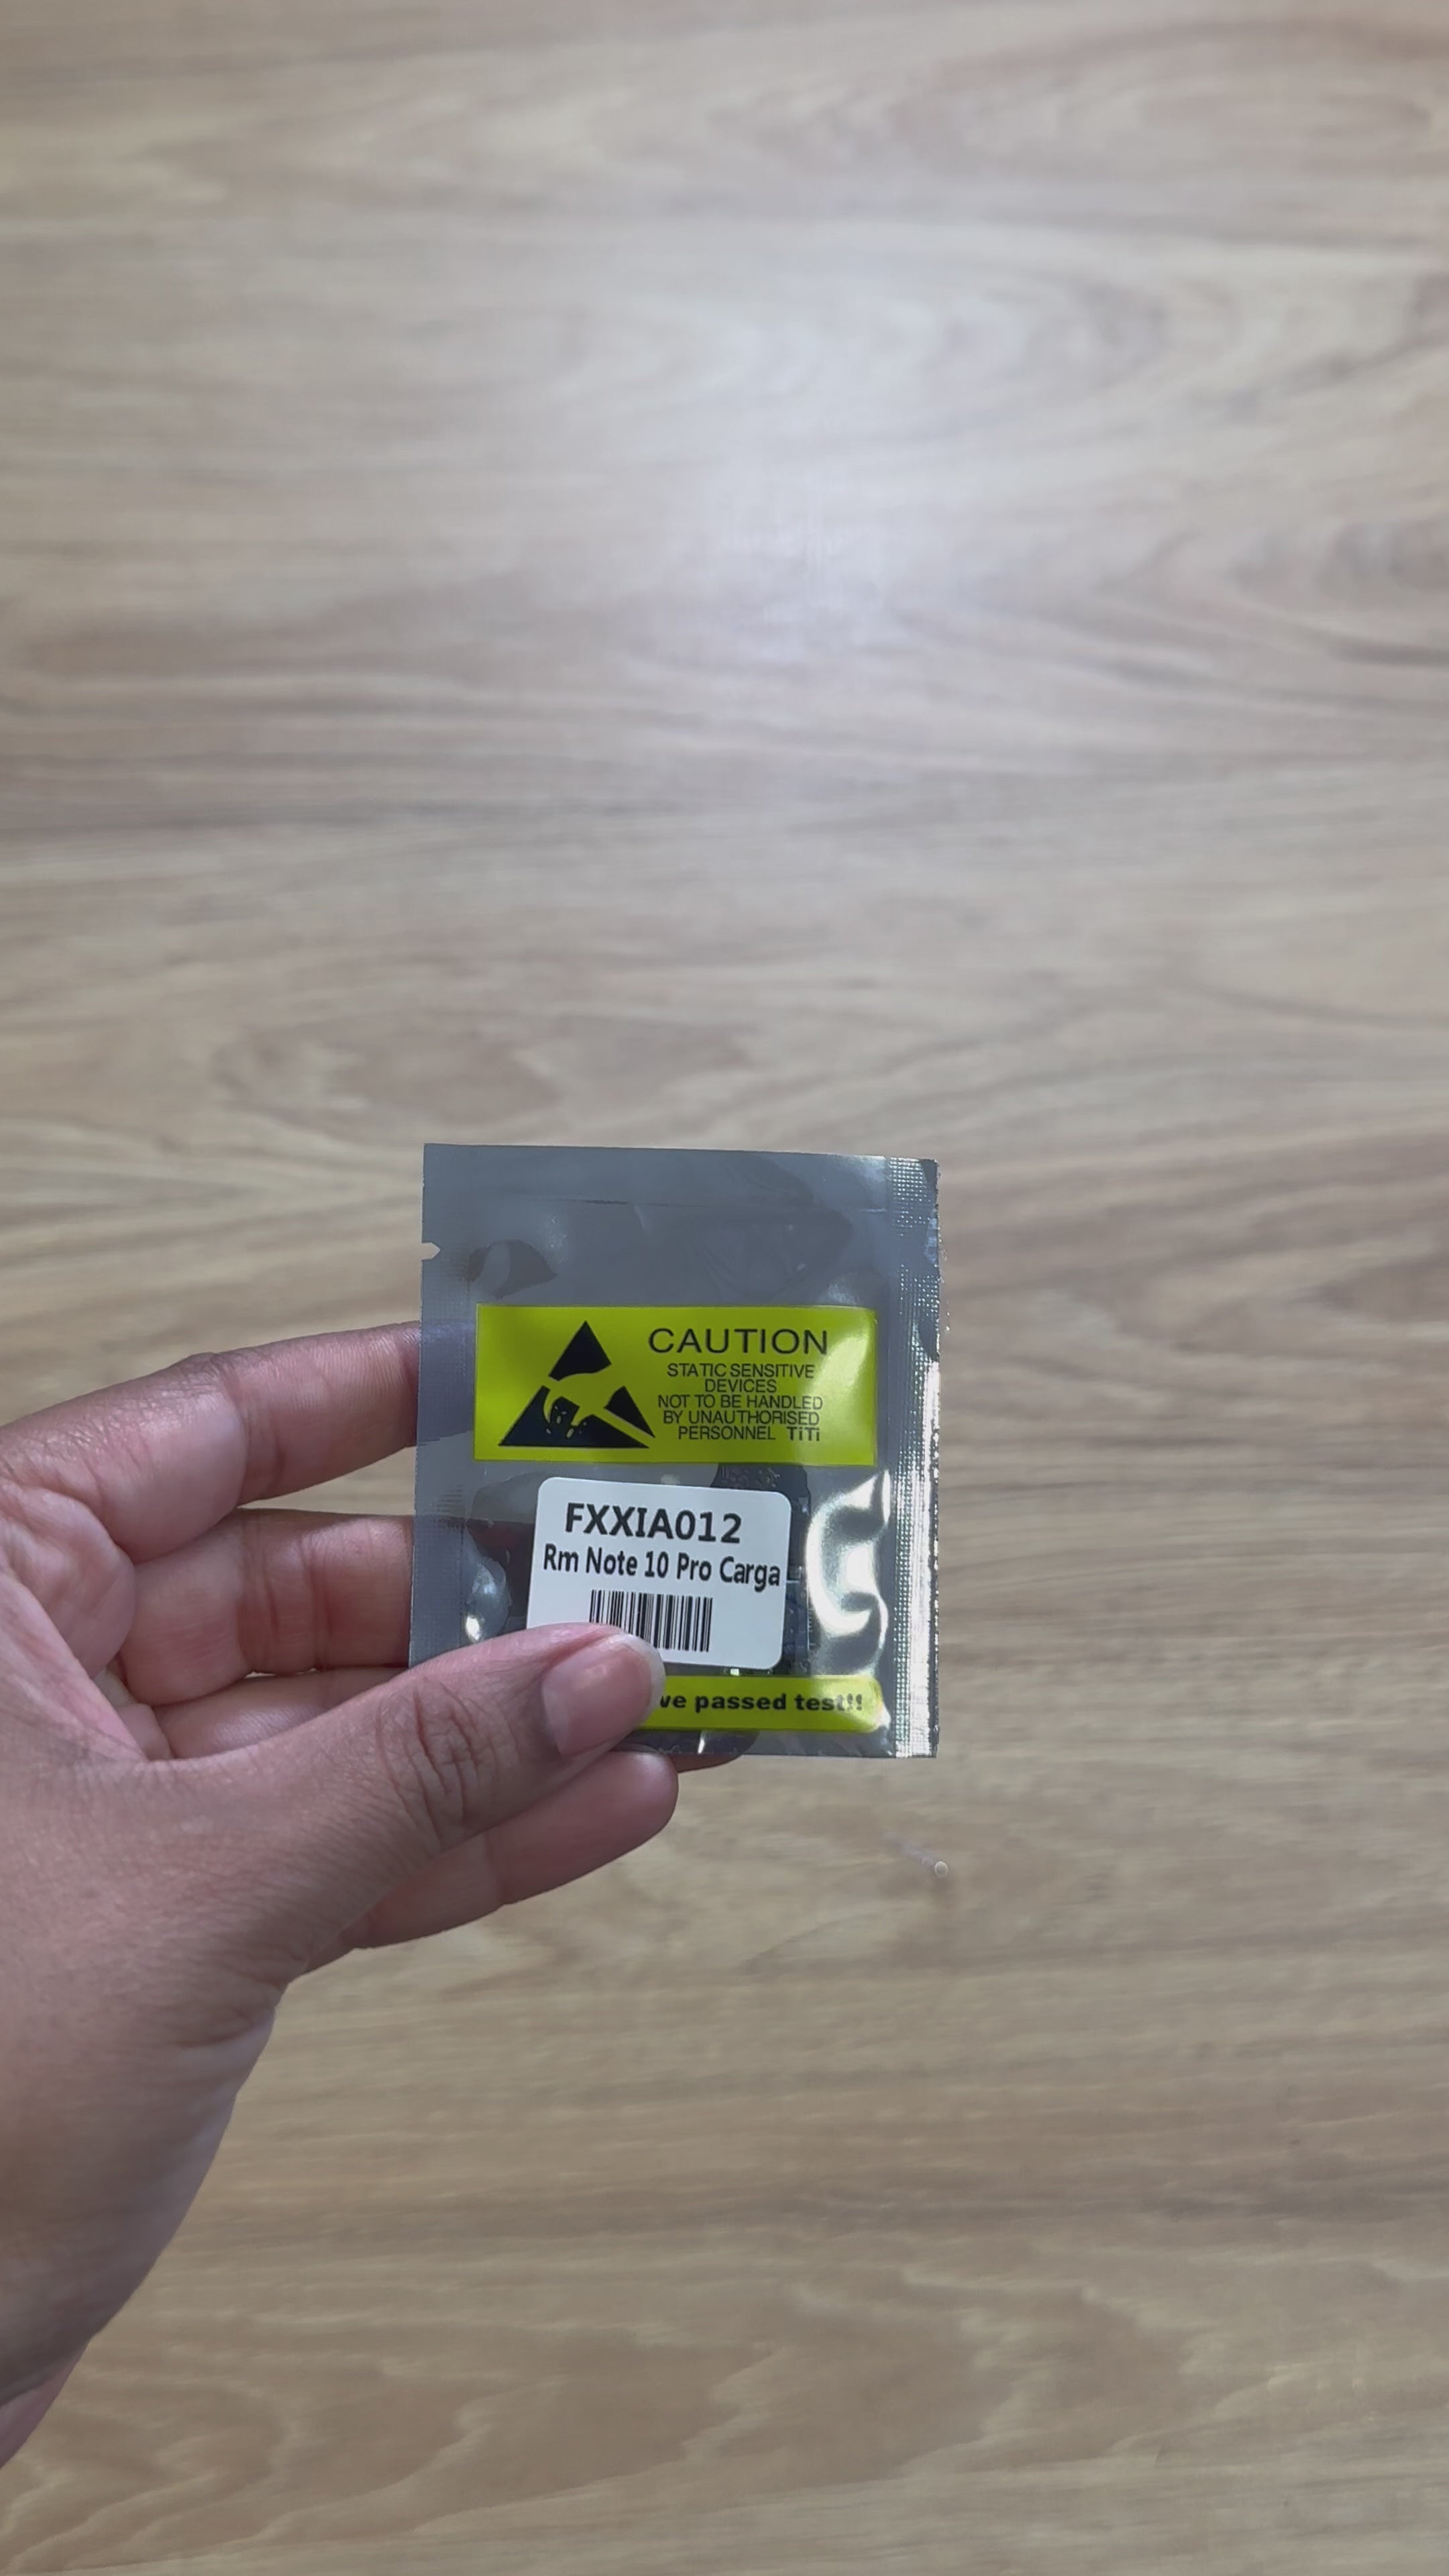 CAUTION
STATIC SENSITIVE
DEVICES
NOT TO BE HANDLED
BY UNAUTHORISED
PERSONNEL TiTi
FXXIA012
Rm Note 10 Pro Carga
passed test!!